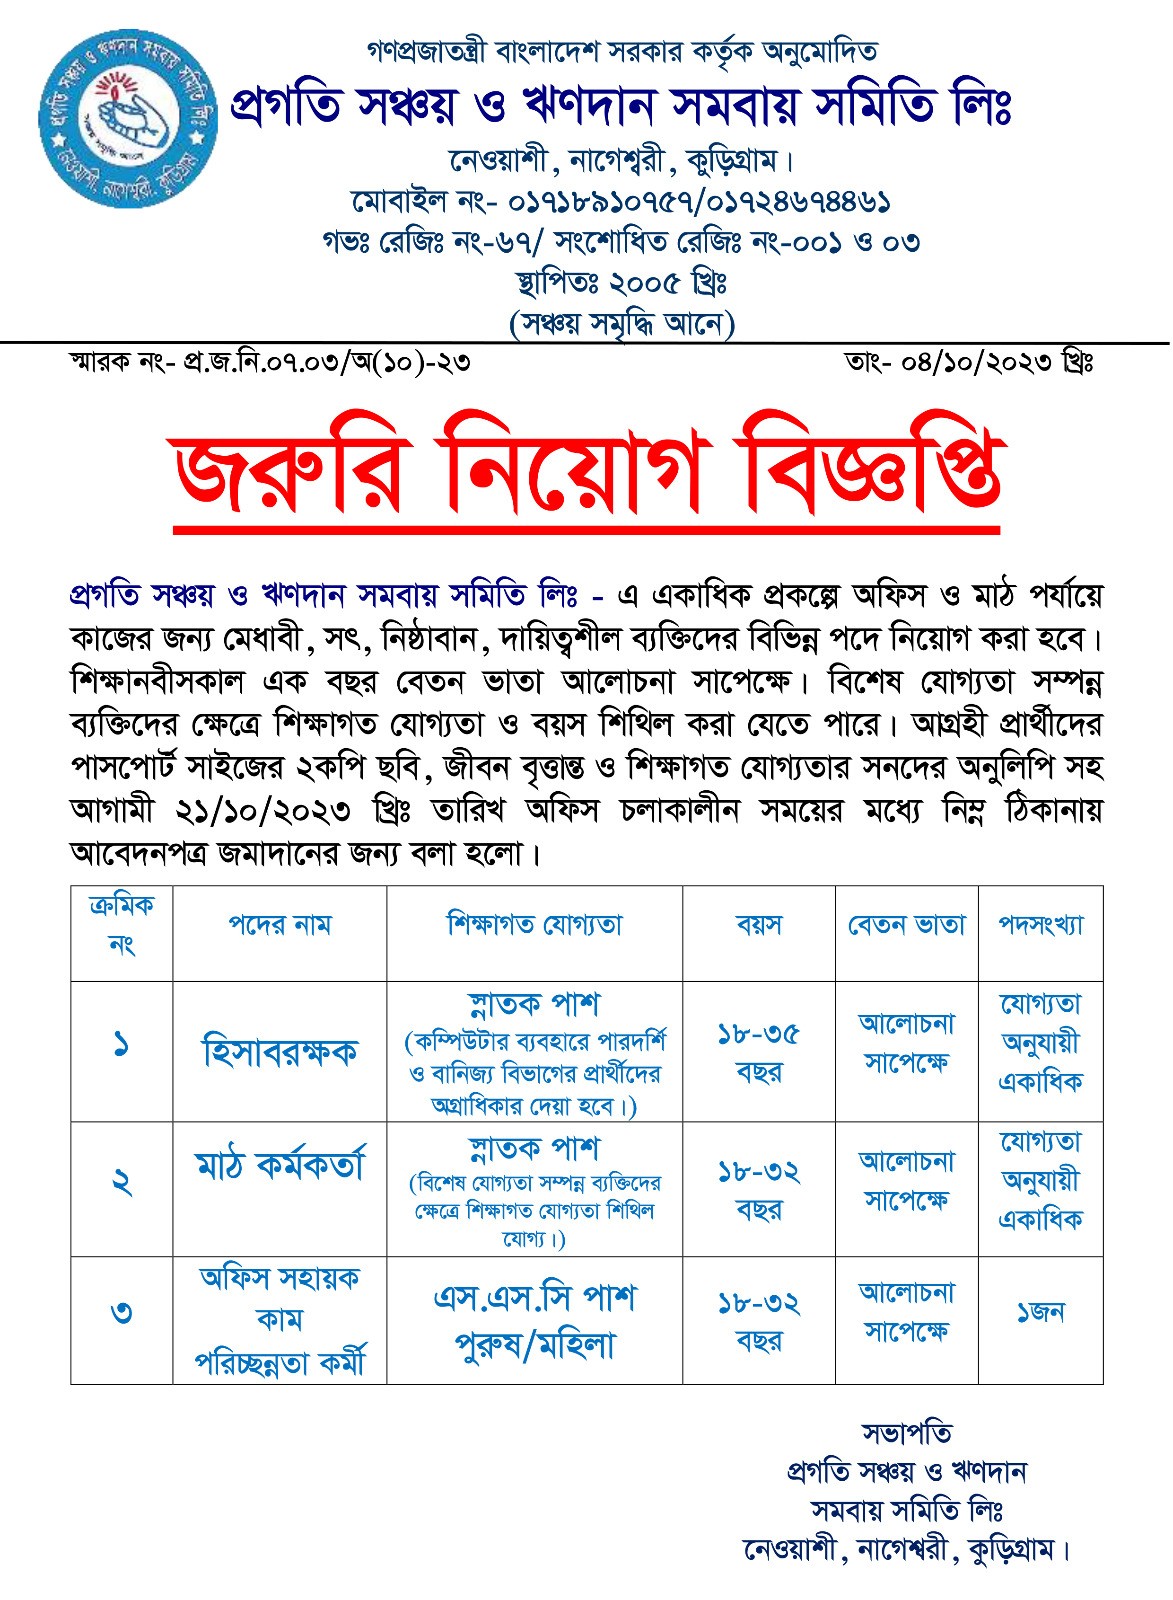 প্রগতি সঞ্চয় ও ঋণদান সমবায় সমিতি লিঃ
সঞ্চয় সমৃদ্ধি আনে
নেওয়াশী, নাগেশ্বরী, কুড়িগ্রাম
গণপ্রজাতন্ত্রী বাংলাদেশ সরকার কর্তৃক অনুমোদিত
প্রগতি সঞ্চয় ও ঋণদান সমবায় সমিতি লিঃ
নেওয়াশী, নাগেশ্বরী, কুড়িগ্রাম।
মোবাইল নং- ০১৭১৮৯১০৭৫৭/০১৭২৪৬৭৪৪৬১
গভঃ রেজিঃ নং-৬৭/ সংশোধিত রেজিঃ নং-০০১ ও ০৩
স্থাপিতঃ ২০০৫ খ্রিঃ
(সঞ্চয় সমৃদ্ধি আনে)
স্মারক নং- প্র.জ.নি.০৭.০৩/অ(১০)-২৩ তাং- ০৪/১০/২০২৩ খ্রিঃ
জরুরি নিয়োগ বিজ্ঞপ্তি
প্রগতি সঞ্চয় ও ঋণদান সমবায় সমিতি লিঃ - এ একাধিক প্রকল্পে অফিস ও মাঠ পর্যায়ে
কাজের জন্য মেধাবী, সৎ, নিষ্ঠাবান, দায়িত্বশীল ব্যক্তিদের বিভিন্ন পদে নিয়োগ করা হবে।
শিক্ষানবীসকাল এক বছর বেতন ভাতা আলোচনা সাপেক্ষে। বিশেষ যোগ্যতা সম্পন্ন
ব্যক্তিদের ক্ষেত্রে শিক্ষাগত যোগ্যতা ও বয়স শিথিল করা যেতে পারে। আগ্রহী প্রার্থীদের
পাসপোর্ট সাইজের ২কপি ছবি, জীবন বৃত্তান্ত ও শিক্ষাগত যোগ্যতার সনদের অনুলিপি সহ
আগামী ২১/১০/২০২৩ খ্রিঃ তারিখ অফিস চলাকালীন সময়ের মধ্যে নিম্ন ঠিকানায়
আবেদনপত্র জমাদানের জন্য বলা হলো।
ক্রমিক
নং
পদের নাম
শিক্ষাগত যোগ্যতা
বয়স
বেতন ভাতা
পদসংখ্যা
১
হিসাবরক্ষক
স্নাতক পাশ
(কম্পিউটার ব্যবহারে পারদর্শি
ও বানিজ্য বিভাগের প্রার্থীদের
অগ্রাধিকার দেয়া হবে।)
১৮-৩৫
বছর
আলোচনা
সাপেক্ষে
যোগ্যতা
অনুযায়ী
একাধিক
২
মাঠ কর্মকর্তা
স্নাতক পাশ
(বিশেষ যোগ্যতা সম্পন্ন ব্যক্তিদের
ক্ষেত্রে শিক্ষাগত যোগ্যতা শিথিল
যোগ্য।)
১৮-৩২
বছর
আলোচনা
সাপেক্ষে
যোগ্যতা
অনুযায়ী
একাধিক
৩
অফিস সহায়ক
কাম
পরিচ্ছন্নতা কর্মী
এস.এস.সি পাশ
পুরুষ/মহিলা
১৮-৩২
বছর
আলোচনা
সাপেক্ষে
১জন
সভাপতি
প্রগতি সঞ্চয় ও ঋণদান
সমবায় সমিতি লিঃ
নেওয়াশী, নাগেশ্বরী, কুড়িগ্রাম।